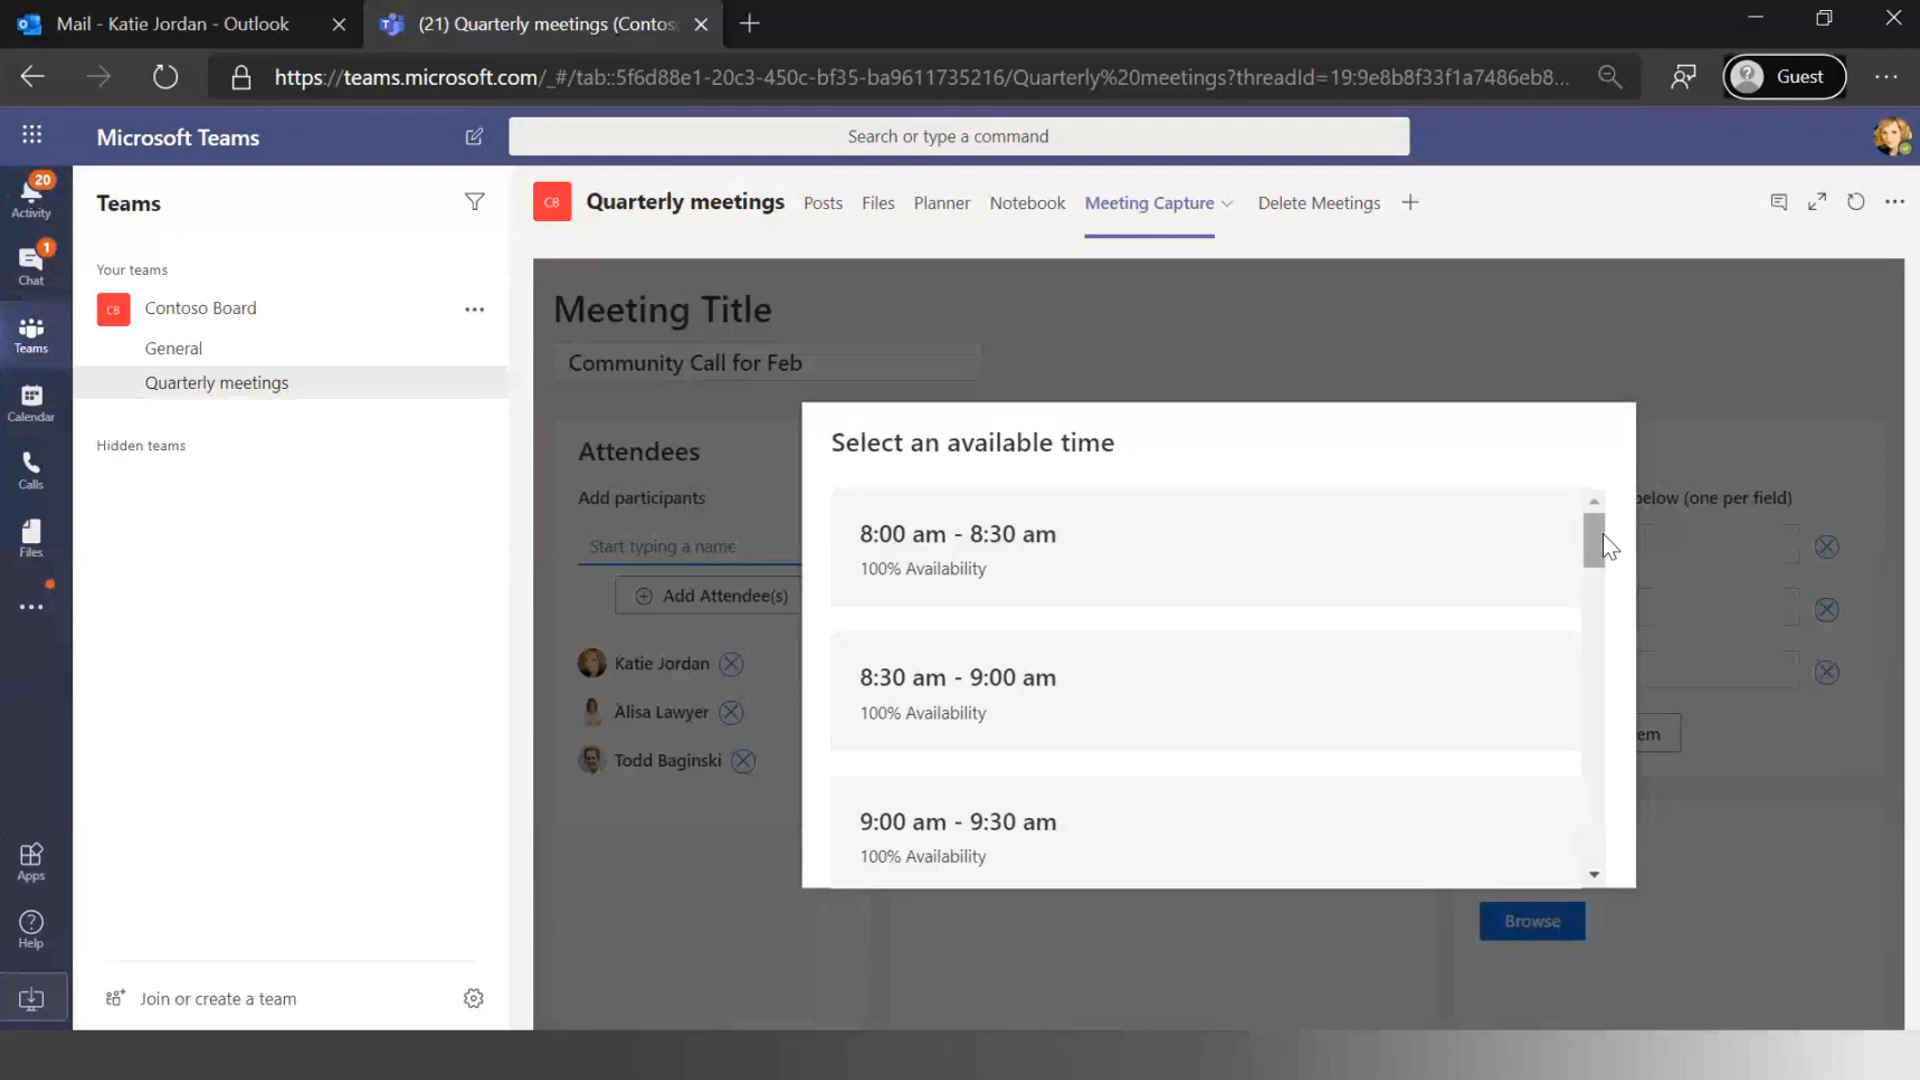 Mail - Katie Jordan - Outlook
(21) Quarterly meetings (Contos
https://teams.microsoft.com/_#/tab::5f6d88e1-20c3-450c-bf35-ba9611735216/Quarterly%20meetings?threadId=19:9e8b8f33f1a7486eb8...
Guest
Microsoft Teams
Search or type a command
20
Activity
1
Chat
Teams
Calendar
Calls
Files
Apps
Help
Teams
Your teams
CB Contoso Board
General
Quarterly meetings
Hidden teams
Join or create a team
CB Quarterly meetings Posts Files Planner Notebook Meeting Capture Delete Meetings
Meeting Title
Community Call for Feb
Attendees
Add participants
Start typing a name
Add Attendee(s)
Katie Jordan
Alisa Lawyer
Todd Baginski
Select an available time
8:00 am - 8:30 am
100% Availability
8:30 am - 9:00 am
100% Availability
9:00 am - 9:30 am
100% Availability
below (one per field)
em
Browse